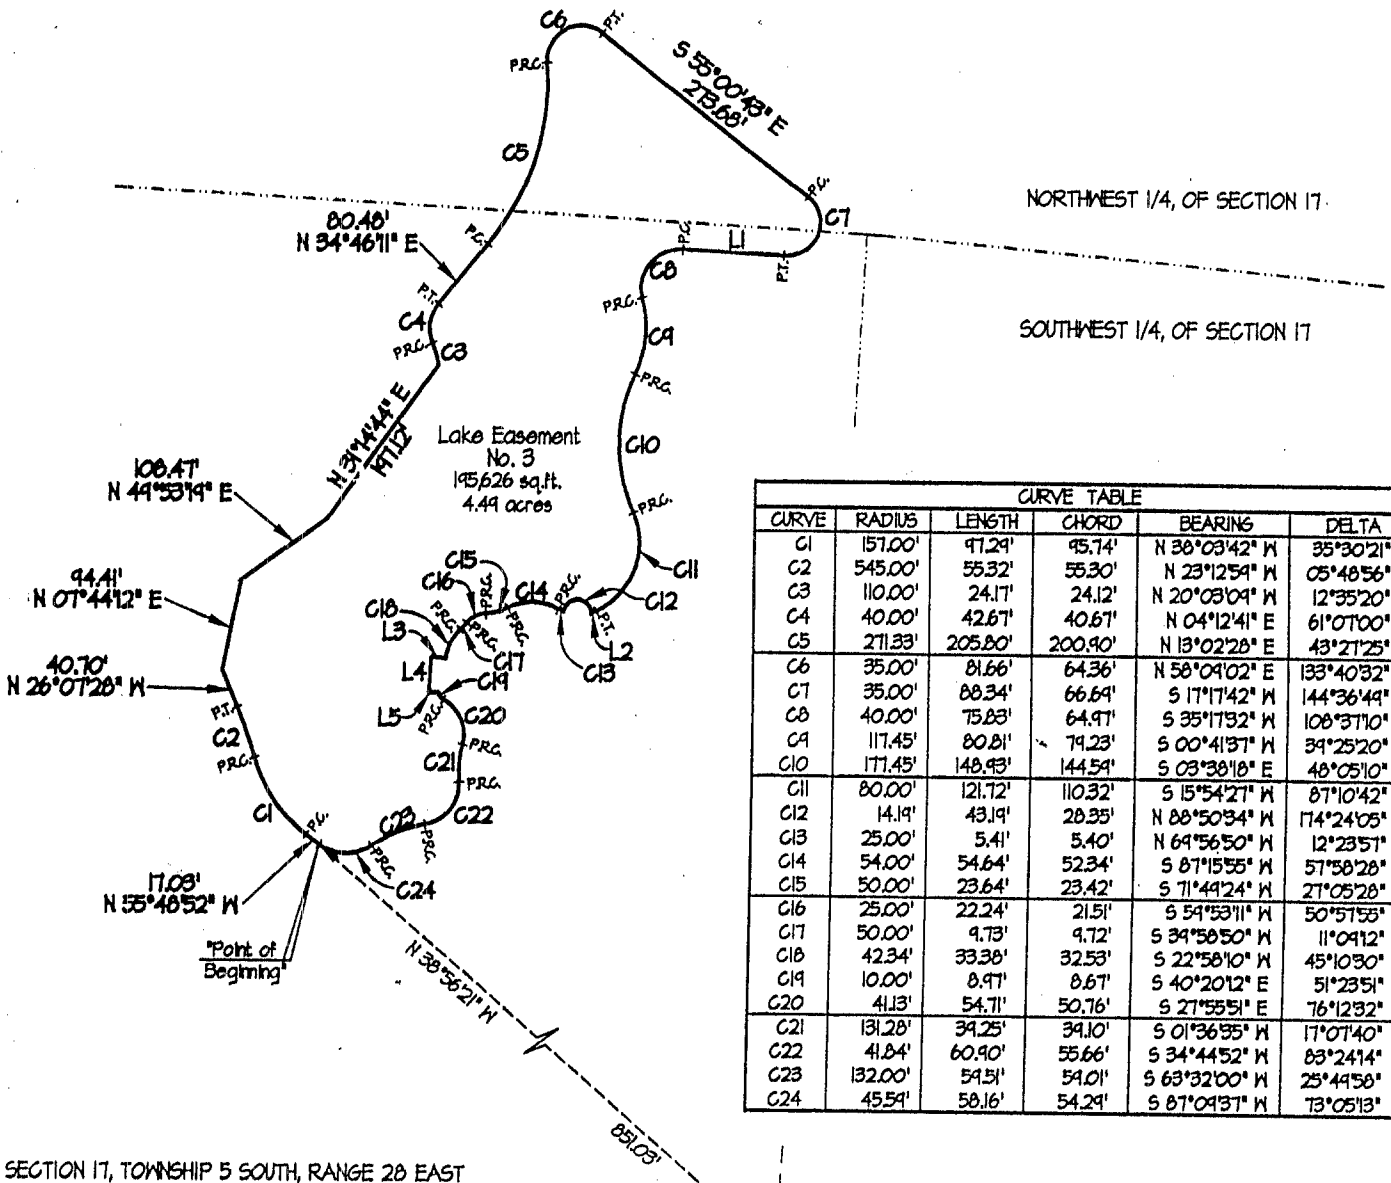 C6
P.T.
P.R.C.
S 55°00'43" E
273.68'
C5
P.C.
C7
NORTHWEST 1/4, OF SECTION 17
80.48'
N 34°46'11" E
P.C.
P.C.
L1
C8
P.T.
P.T.
P.R.C.
C4
SOUTHWEST 1/4, OF SECTION 17
C9
P.R.C.
C3
P.R.C.
N 31°14'44" E
197.12'
Lake Easement
No. 3
195,626 sq.ft.
4.49 acres
C10
108.47'
N 49°53'19" E
P.R.C.
C15
C16
P.R.C.
C14
P.R.C.
C11
C12
94.41'
N 07°44'12" E
C18
P.R.C.
P.R.C.
P.R.C.
P.T.
L3
C17
L2
C13
L4
C19
40.70'
N 26°07'28" W
L5
P.R.C.
C20
P.T.
C2
P.R.C.
P.R.C.
C21
P.R.C.
C1
P.C.
C23
C22
P.R.C.
P.R.C.
C24
17.03'
N 55°48'52" W
"Point of
Beginning"
N 38°56'21" W
851.03'
CURVE TABLE
CURVE RADIUS LENGTH CHORD BEARING DELTA
C1 157.00' 97.29' 95.74' N 38°03'42" W 35°30'21"
C2 545.00' 55.32' 55.30' N 23°12'59" W 05°48'56"
C3 110.00' 24.17' 24.12' N 20°03'09" W 12°35'20"
C4 40.00' 42.67' 40.67' N 04°12'41" E 61°07'00"
C5 271.33' 205.80' 200.90' N 13°02'28" E 43°27'25"
C6 35.00' 81.66' 64.36' N 58°09'02" E 133°40'32"
C7 35.00' 88.34' 66.69' S 17°17'42" W 144°36'49"
C8 40.00' 75.83' 64.97' S 35°17'32" W 108°37'10"
C9 117.45' 80.81' 79.23' S 00°41'37" W 39°25'20"
C10 177.45' 148.93' 144.59' S 03°38'18" E 48°05'10"
C11 80.00' 121.72' 110.32' S 15°54'27" W 87°10'42"
C12 14.19' 43.19' 28.35' N 88°50'34" W 174°24'05"
C13 25.00' 5.41' 5.40' N 69°56'50" W 12°23'57"
C14 54.00' 54.64' 52.34' S 87°15'55" W 57°58'28"
C15 50.00' 23.64' 23.42' S 71°49'24" W 27°05'28"
C16 25.00' 22.24' 21.51' S 59°53'11" W 50°57'55"
C17 50.00' 9.73' 9.72' S 39°58'50" W 11°09'12"
C18 42.34' 33.38' 32.53' S 22°58'10" W 45°10'30"
C19 10.00' 8.97' 8.67' S 40°20'12" E 51°23'51"
C20 41.13' 54.71' 50.76' S 27°55'51" E 76°12'32"
C21 131.28' 39.25' 39.10' S 01°36'35" W 17°07'40"
C22 41.84' 60.90' 55.66' S 34°44'52" W 83°24'14"
C23 132.00' 59.51' 59.01' S 63°32'00" W 25°49'58"
C24 45.59' 58.16' 54.29' S 87°09'37" W 73°05'13"
SECTION 17, TOWNSHIP 5 SOUTH, RANGE 28 EAST